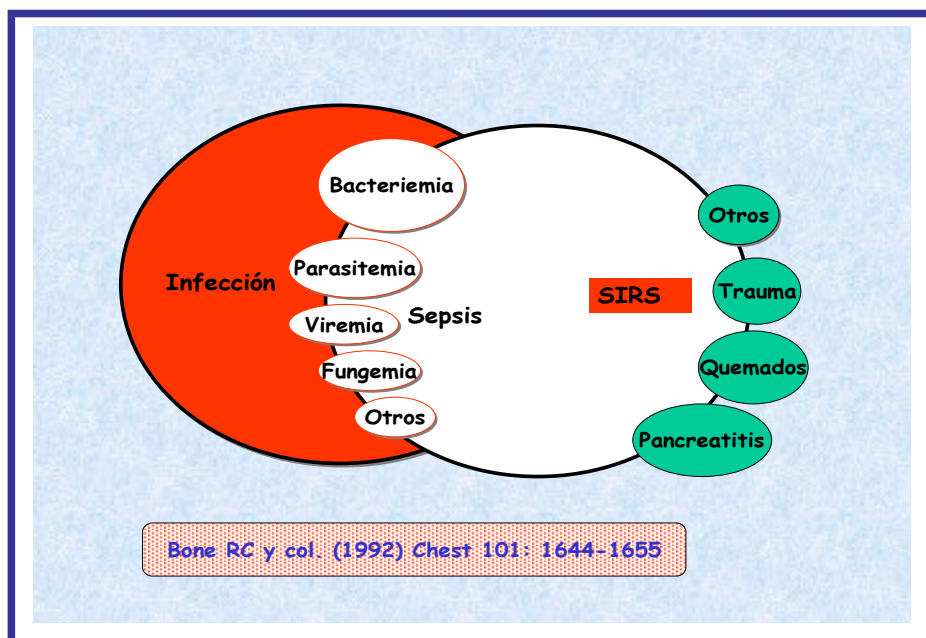 Bacteriemia
Otros
Parasitemia
Infección
SIRS
Trauma
Viremia
Sepsis
Fungemia
Quemados
Otros
Pancreatitis
Bone RC y col. (1992) Chest 101: 1644-1655